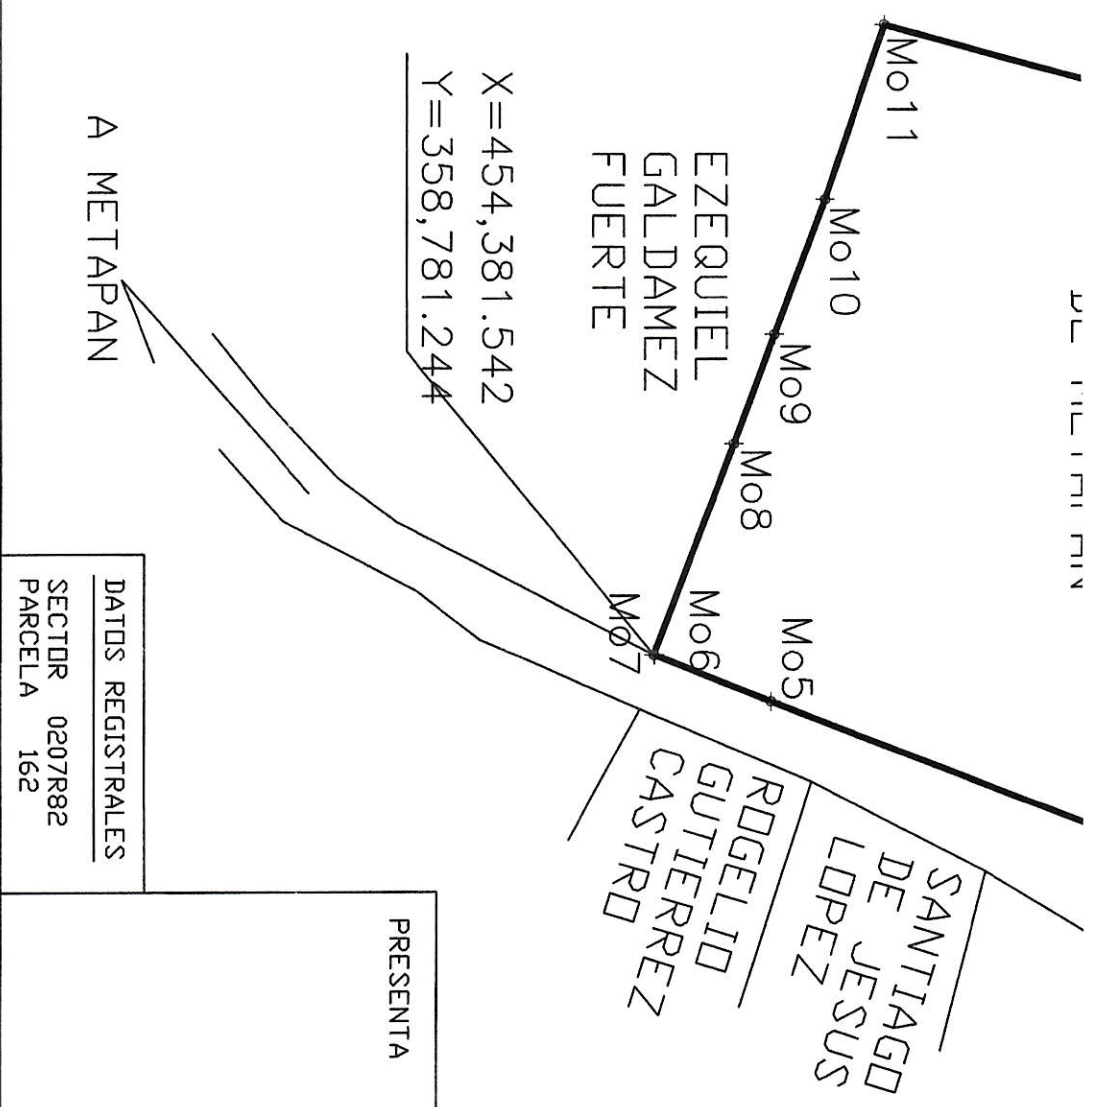 Mo11
Mo10
Mo9
Mo8
Mo7
Mo6
Mo5
EZEQUIEL
GALDAMEZ
FUERTE
X=454,381.542
Y=358,781.244
A METAPAN
SANTIAGO
DE JESUS
LOPEZ
ROGELIO
GUTIERREZ
CASTRO
DATOS REGISTRALES
SECTOR 0207R82
PARCELA 162
PRESENTA